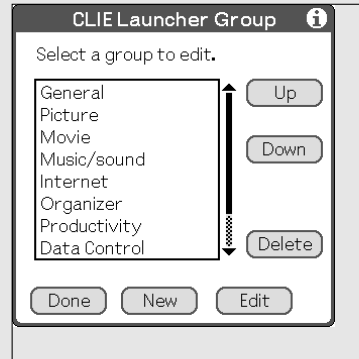 CLIE Launcher Group
Select a group to edit.
General
Picture
Movie
Music/sound
Internet
Organizer
Productivity
Data Control
Up
Down
Delete
Done
New
Edit